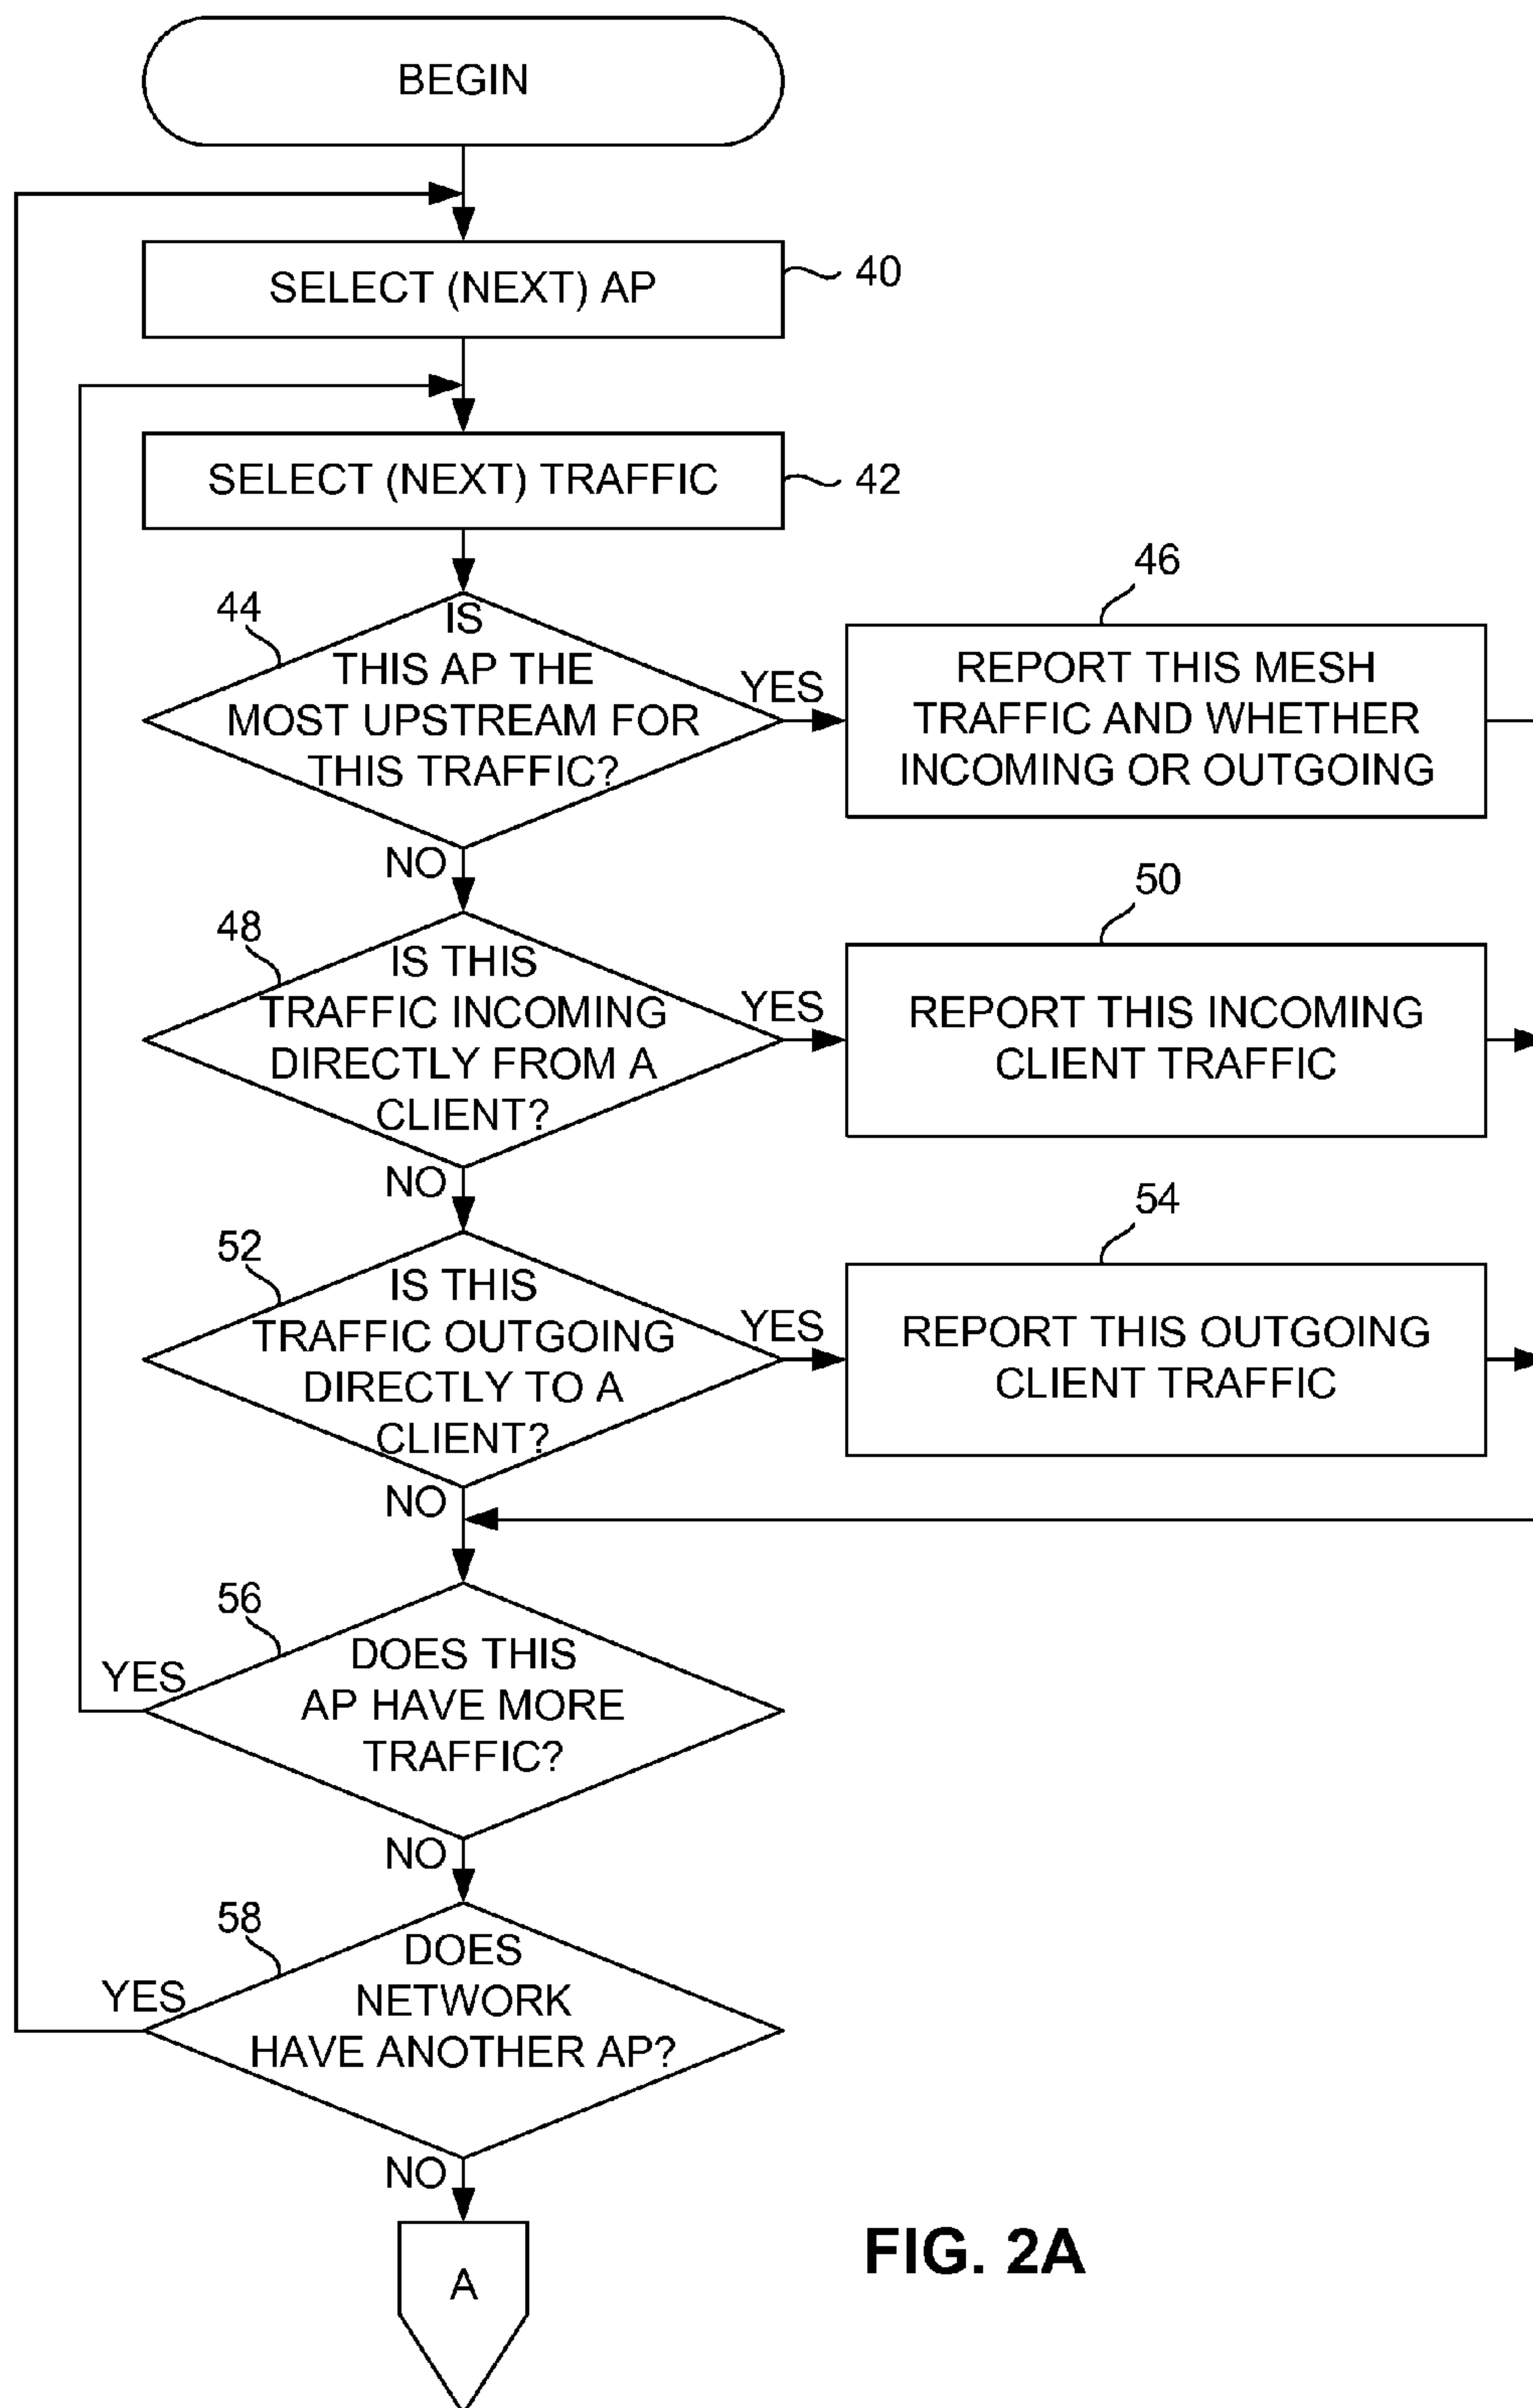 BEGIN
SELECT (NEXT) AP
40
SELECT (NEXT) TRAFFIC
42
44
IS
THIS AP THE
MOST UPSTREAM FOR
THIS TRAFFIC?
YES
NO
46
REPORT THIS MESH
TRAFFIC AND WHETHER
INCOMING OR OUTGOING
48
IS THIS
TRAFFIC INCOMING
DIRECTLY FROM A
CLIENT?
YES
NO
50
REPORT THIS INCOMING
CLIENT TRAFFIC
52
IS THIS
TRAFFIC OUTGOING
DIRECTLY TO A
CLIENT?
YES
NO
54
REPORT THIS OUTGOING
CLIENT TRAFFIC
56
DOES THIS
AP HAVE MORE
TRAFFIC?
YES
NO
58
DOES
NETWORK
HAVE ANOTHER AP?
YES
NO
A
FIG. 2A